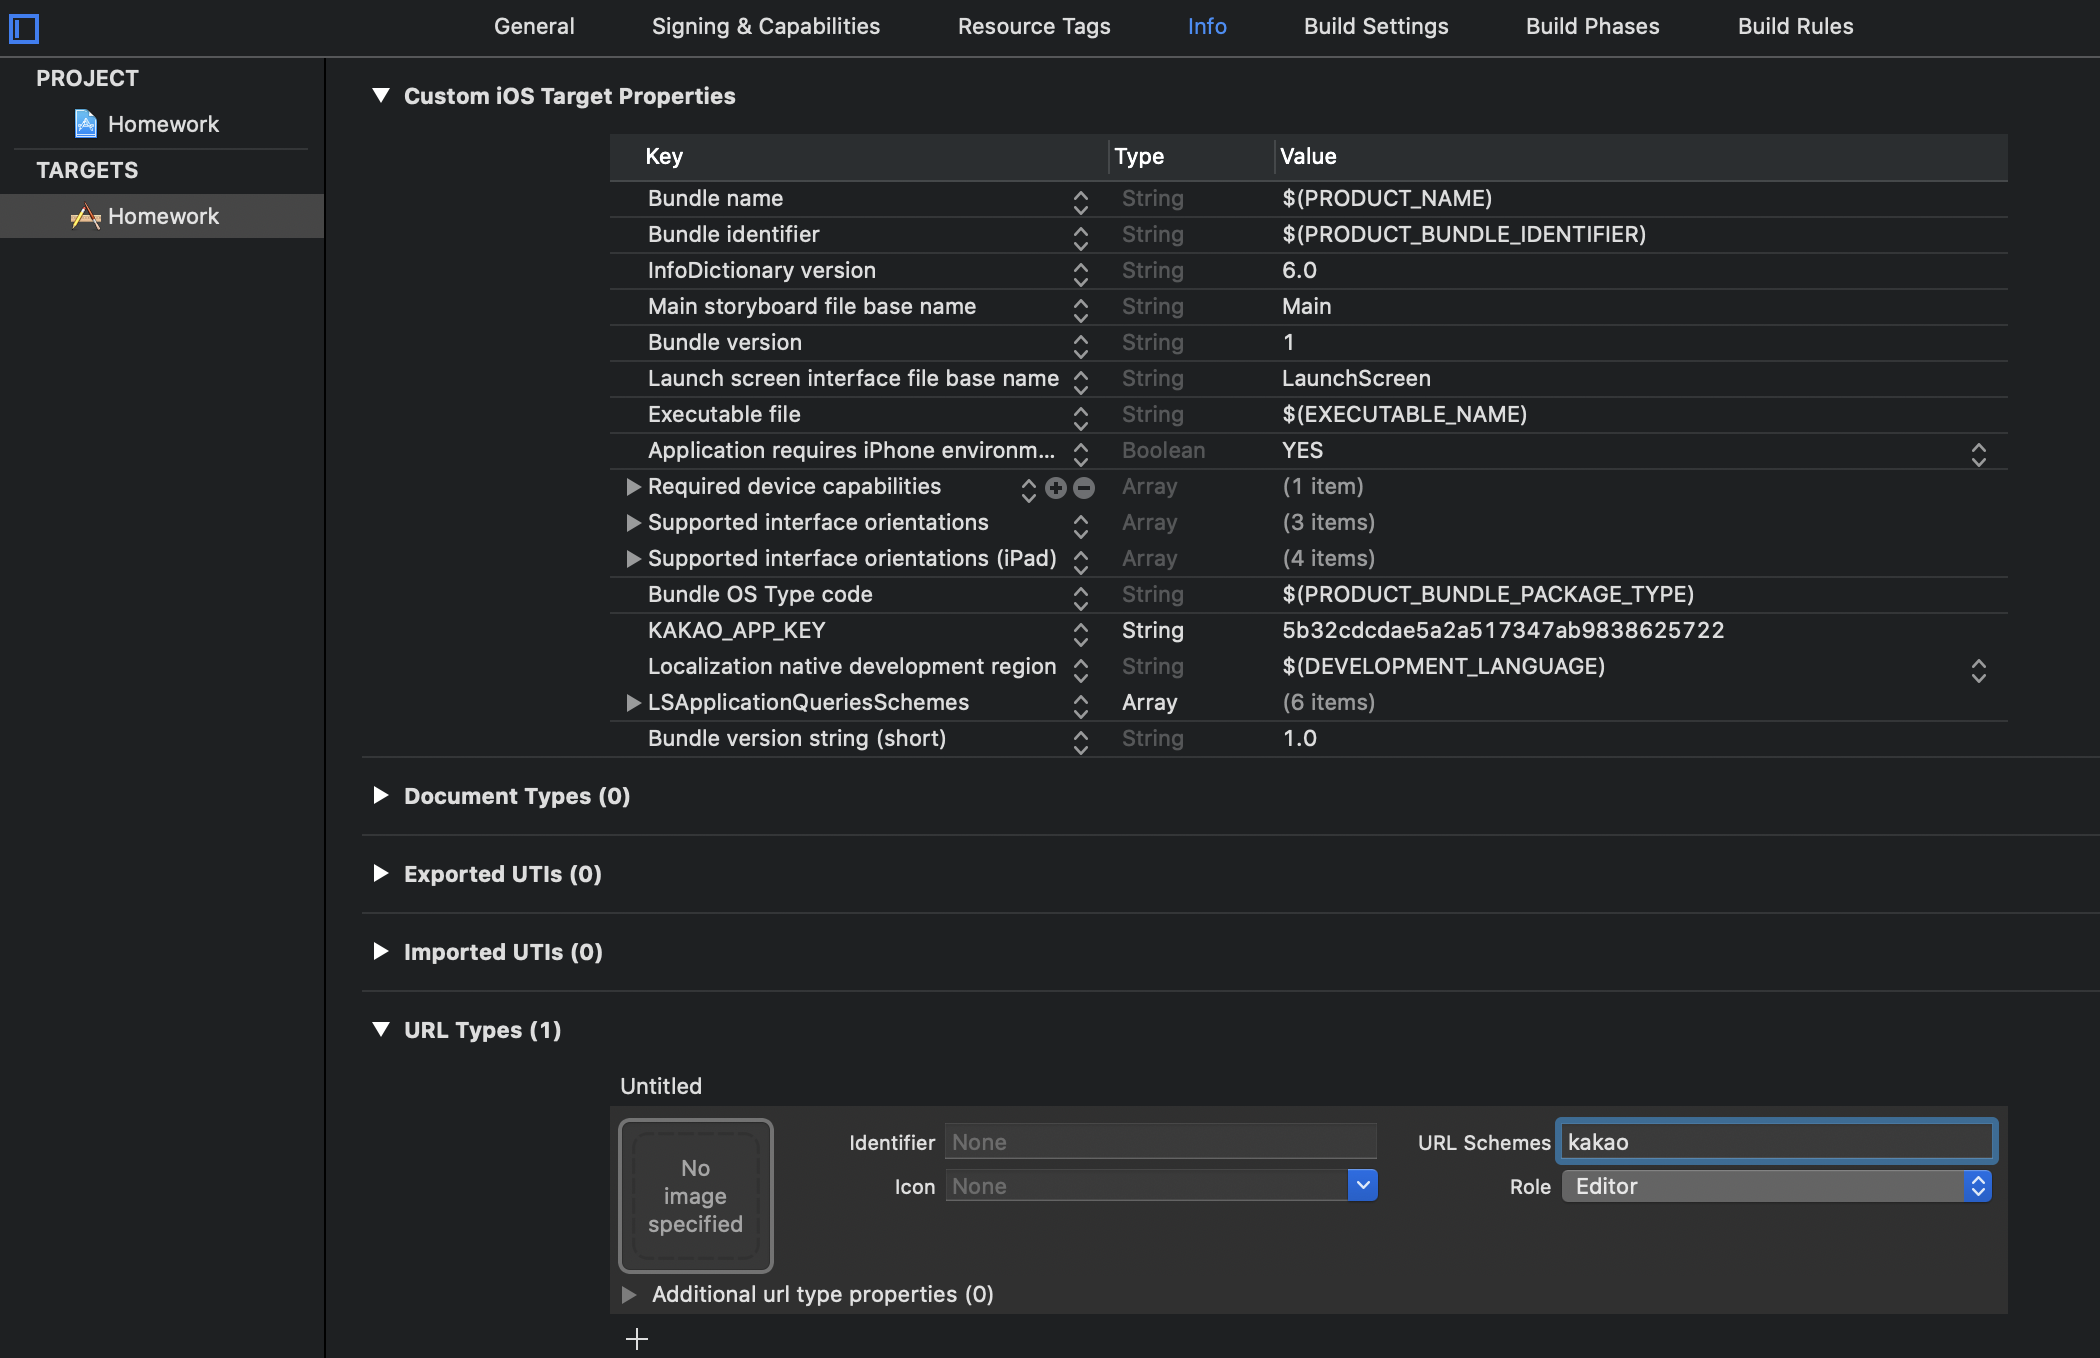 General Signing & Capabilities Resource Tags Info Build Settings Build Phases Build Rules
PROJECT
Homework
TARGETS
Homework
Custom iOS Target Properties
Key Type Value
Bundle name String $(PRODUCT_NAME)
Bundle identifier String $(PRODUCT_BUNDLE_IDENTIFIER)
InfoDictionary version String 6.0
Main storyboard file base name String Main
Bundle version String 1
Launch screen interface file base name String LaunchScreen
Executable file String $(EXECUTABLE_NAME)
Application requires iPhone environm... Boolean YES
Required device capabilities Array (1 item)
Supported interface orientations Array (3 items)
Supported interface orientations (iPad) Array (4 items)
Bundle OS Type code String $(PRODUCT_BUNDLE_PACKAGE_TYPE)
KAKAO_APP_KEY String 5b32cdcdae5a2a517347ab9838625722
Localization native development region String $(DEVELOPMENT_LANGUAGE)
LSApplicationQueriesSchemes Array (6 items)
Bundle version string (short) String 1.0
Document Types (0)
Exported UTIs (0)
Imported UTIs (0)
URL Types (1)
Untitled
No
image
specified
Identifier None URL Schemes kakao
Icon None Role Editor
Additional url type properties (0)